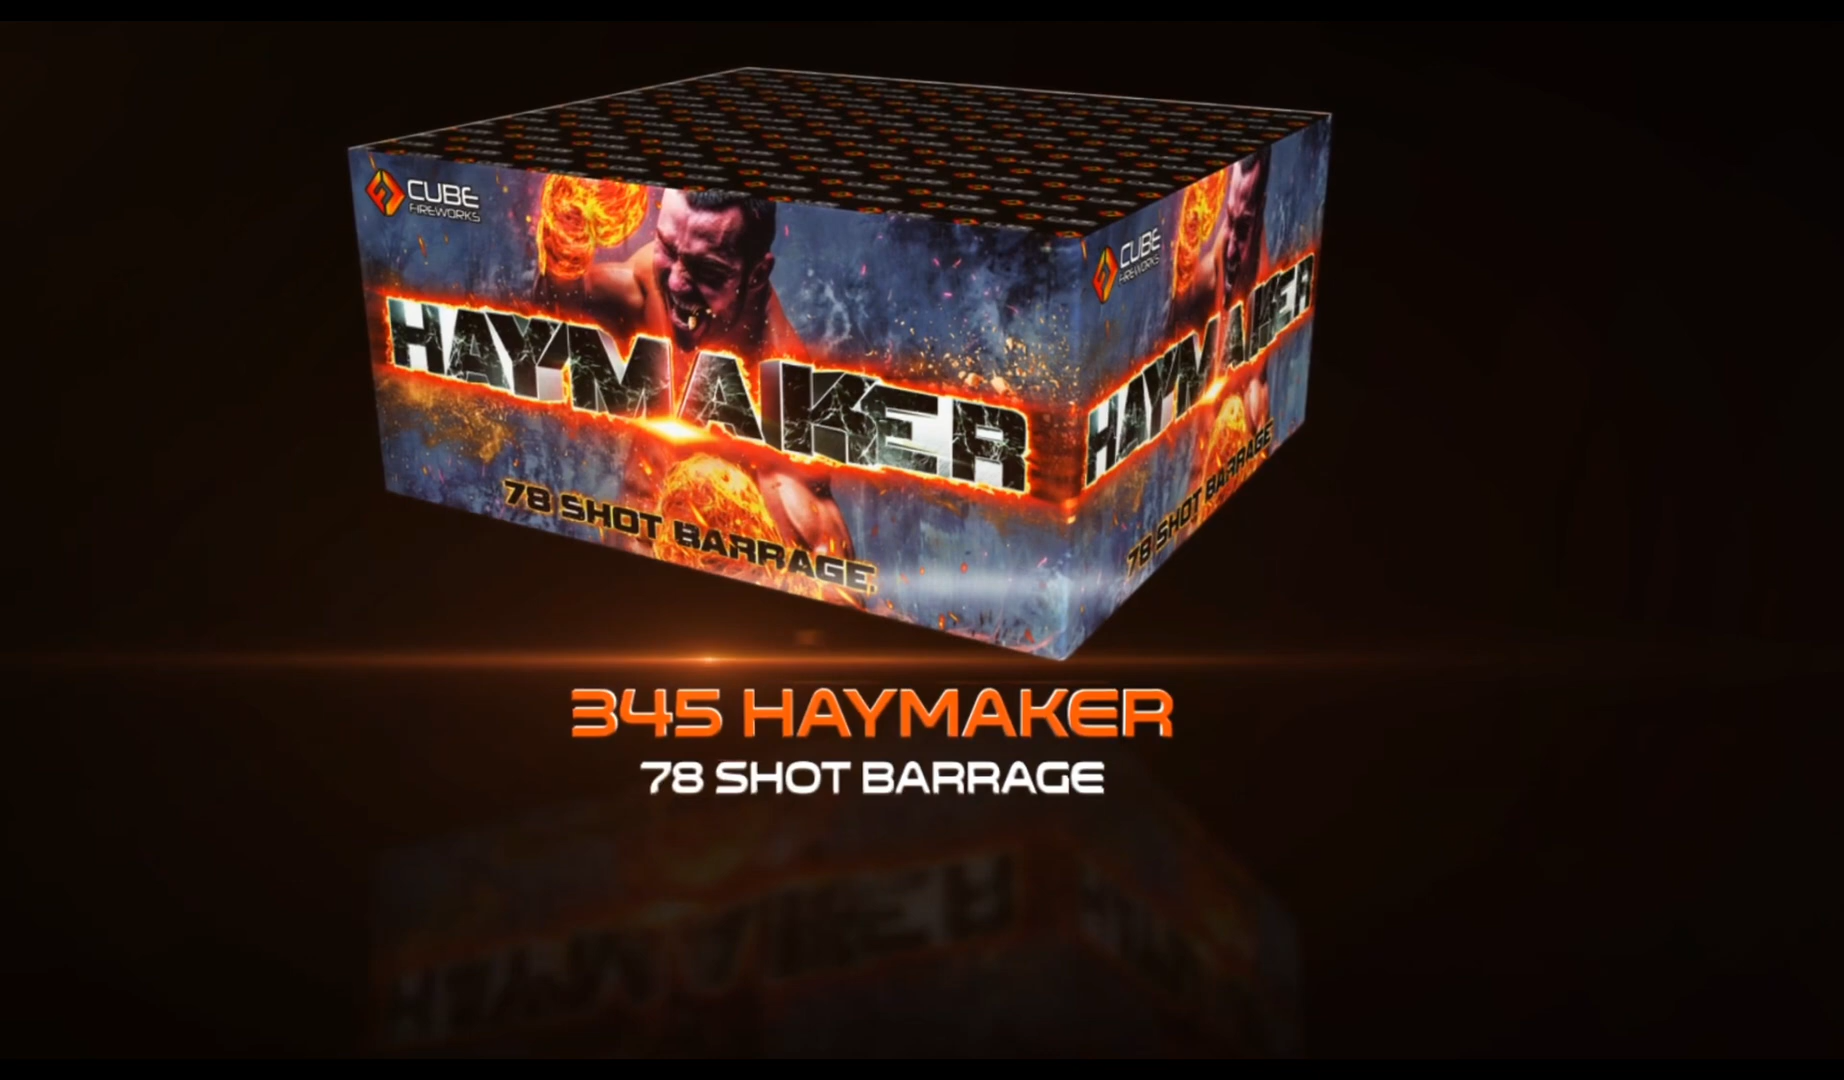 CUBE
FIREWORKS
HAYMAKER
78 SHOT BARRAGE
CUBE
FIREWORKS
HAYMAKER
78 SHOT BARRAGE
345 HAYMAKER
78 SHOT BARRAGE